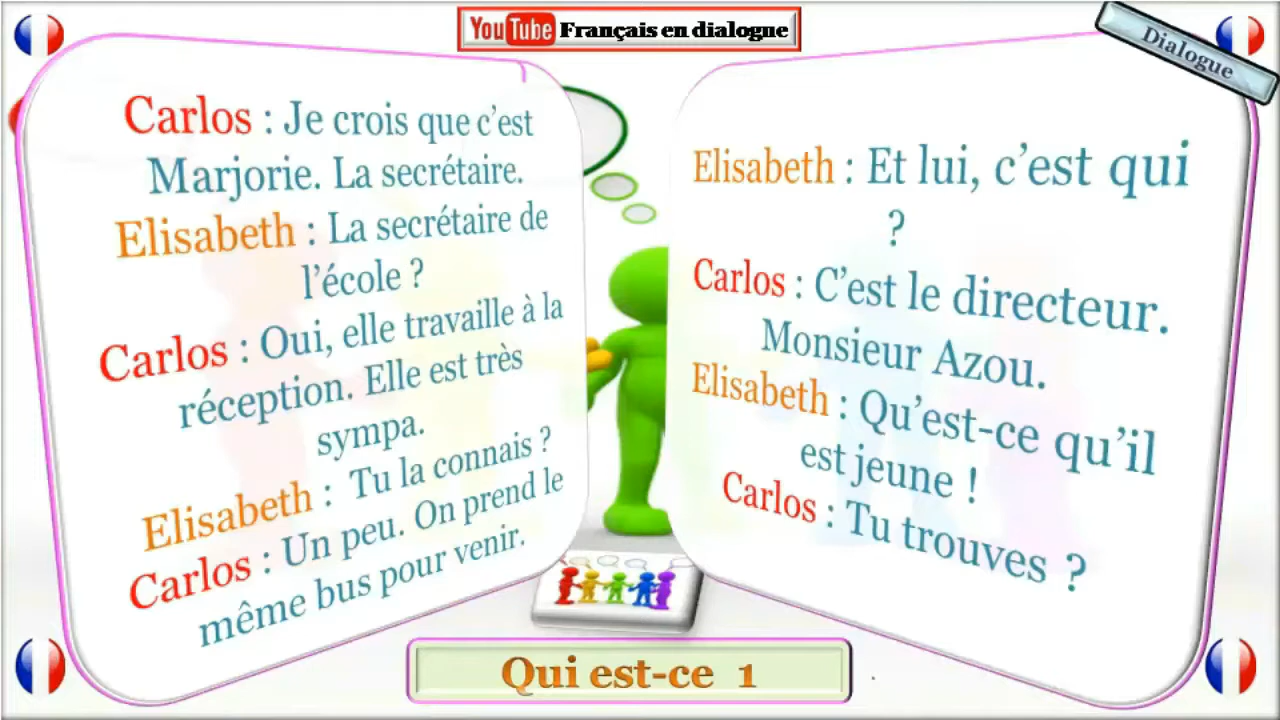 YouTube Français en dialogue
Dialogue
Carlos : Je crois que c’est
Marjorie. La secrétaire.
Elisabeth : La secrétaire de
l’école ?
Carlos : Oui, elle travaille à la
réception. Elle est très
sympa.
Elisabeth : Tu la connais ?
Carlos : Un peu. On prend le
même bus pour venir.
Elisabeth : Et lui, c’est qui
?
Carlos : C’est le directeur.
Monsieur Azou.
Elisabeth : Qu’est-ce qu’il
est jeune !
Carlos : Tu trouves ?
Qui est-ce 1